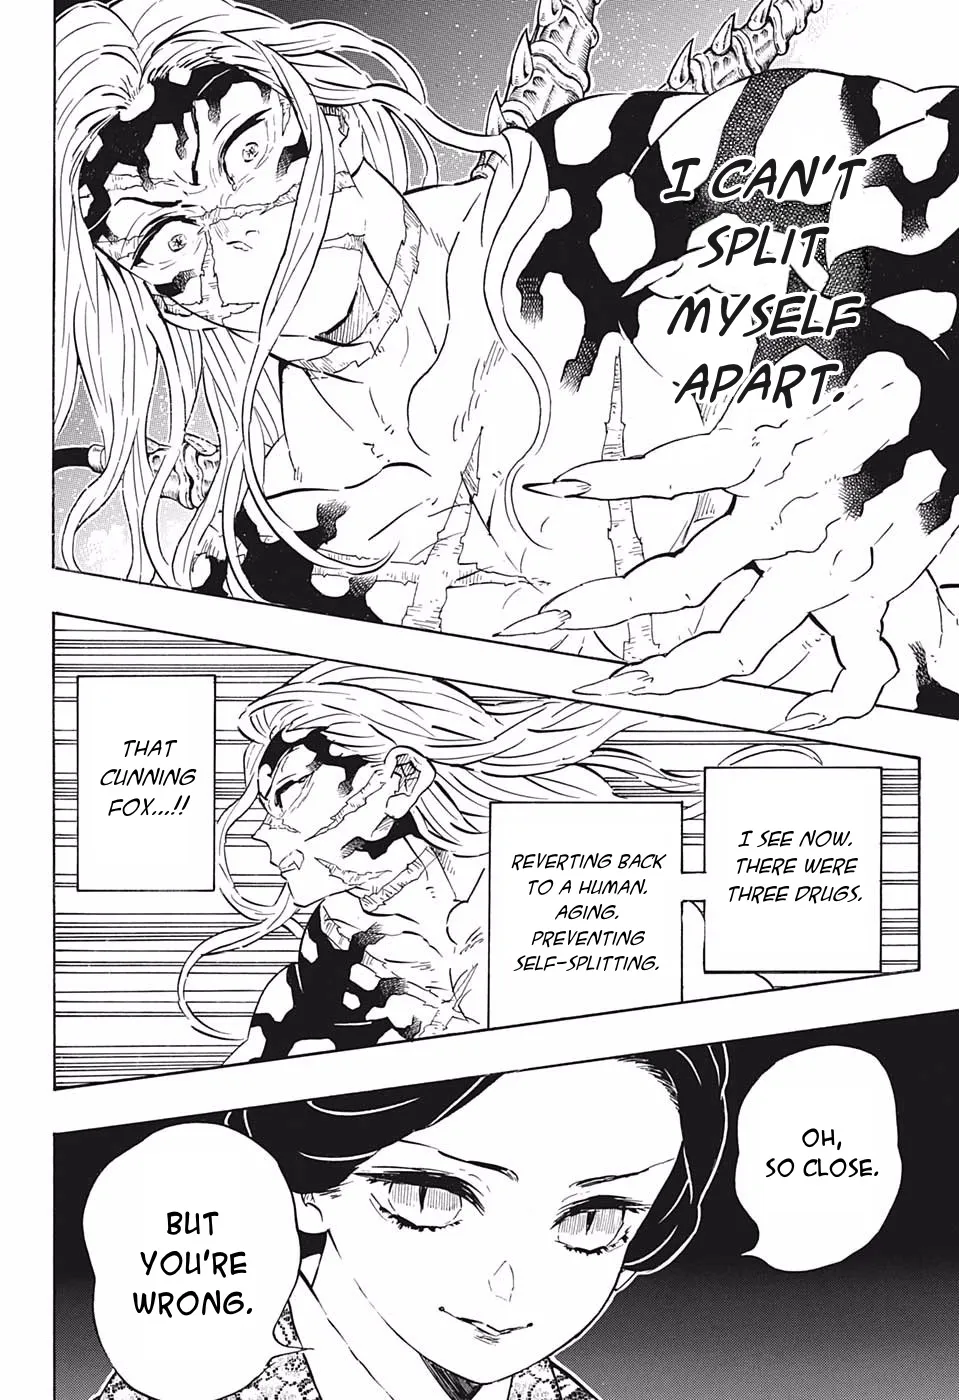 I CAN'T
SPLIT
MYSELF
APART.
I SEE NOW.
THERE WERE
THREE DRUGS.
REVERTING BACK
TO A HUMAN.
AGING.
PREVENTING
SELF-SPLITTING.
THAT
CUNNING
FOX...!!
OH,
SO CLOSE.
BUT
YOU'RE
WRONG.